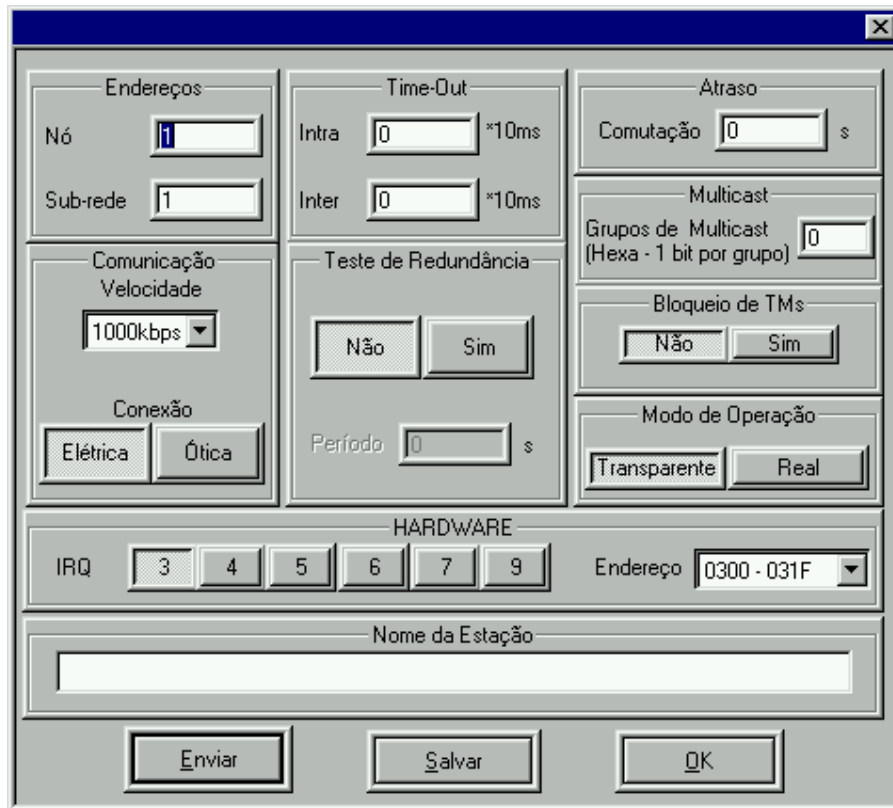 Endereços
Nó 1
Sub-rede 1
Time-Out
Intra 0 *10ms
Inter 0 *10ms
Atraso
Comutação 0 s
Multicast
Grupos de Multicast 0
(Hexa - 1 bit por grupo)
Comunicação
Velocidade
1000kbps
Conexão
Elétrica Ótica
Teste de Redundância
Não Sim
Período 0 s
Bloqueio de TMs
Não Sim
Modo de Operação
Transparente Real
HARDWARE
IRQ 3 4 5 6 7 9 Endereço 0300 - 031F
Nome da Estação
Enviar Salvar OK